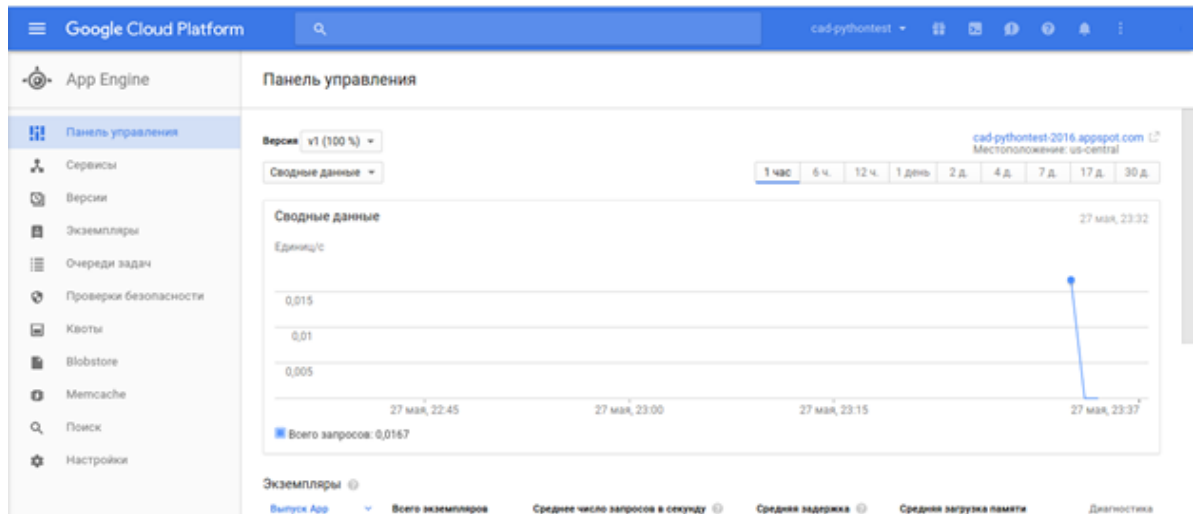 Google Cloud Platform
cad-pythontest
App Engine
Панель управления
Панель управления
Сервисы
Версии
Экземпляры
Очереди задач
Проверки безопасности
Квоты
Blobstore
Memcache
Поиск
Настройки
Версия v1 (100 %)
cad-pythontest-2016.appspot.com
Местоположение: us-central
Сводные данные
1 час 6 ч. 12 ч. 1 день 2 д. 4 д. 7 д. 17 д. 30 д.
Сводные данные
27 мая, 23:32
Единиц/с
0,015
0,01
0,005
27 мая, 22:45 27 мая, 23:00 27 мая, 23:15 27 мая, 23:37
Всего запросов: 0,0167
Экземпляры
Выпуск App Всего экземпляров Среднее число запросов в секунду Средняя задержка Средняя загрузка памяти Диагностика